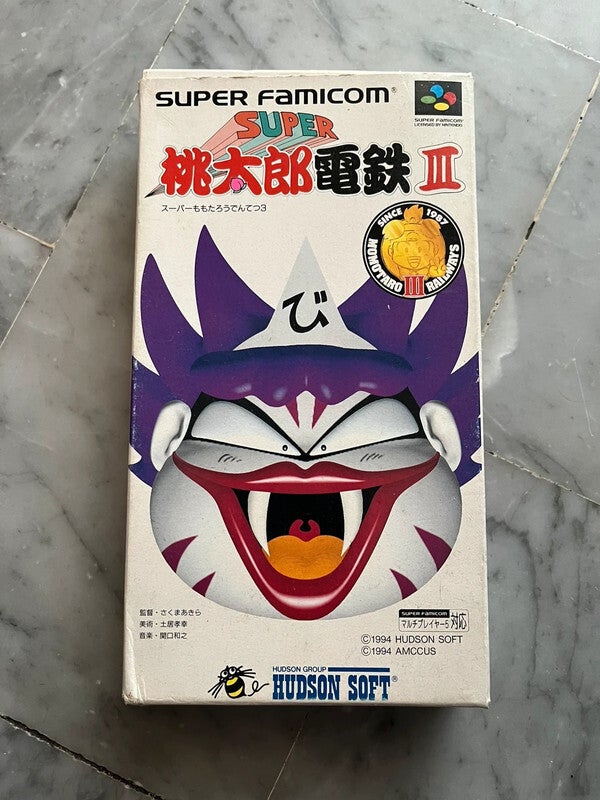 SUPER FAMICOM®
SUPER FAMICOM
LICENSED BY NINTENDO
SUPER
桃太郎電鉄III
スーパーももたろうでんてつ3
SINCE 1987
MOMOTARO RAILWAYS
III
び
監督・さくまあきら
美術・土居孝幸
音楽・関口和之
SUPER FAMICOM
マルチプレイヤー5 対応
©1994 HUDSON SOFT
©1994 AMCCUS
HUDSON GROUP
HUDSON SOFT®